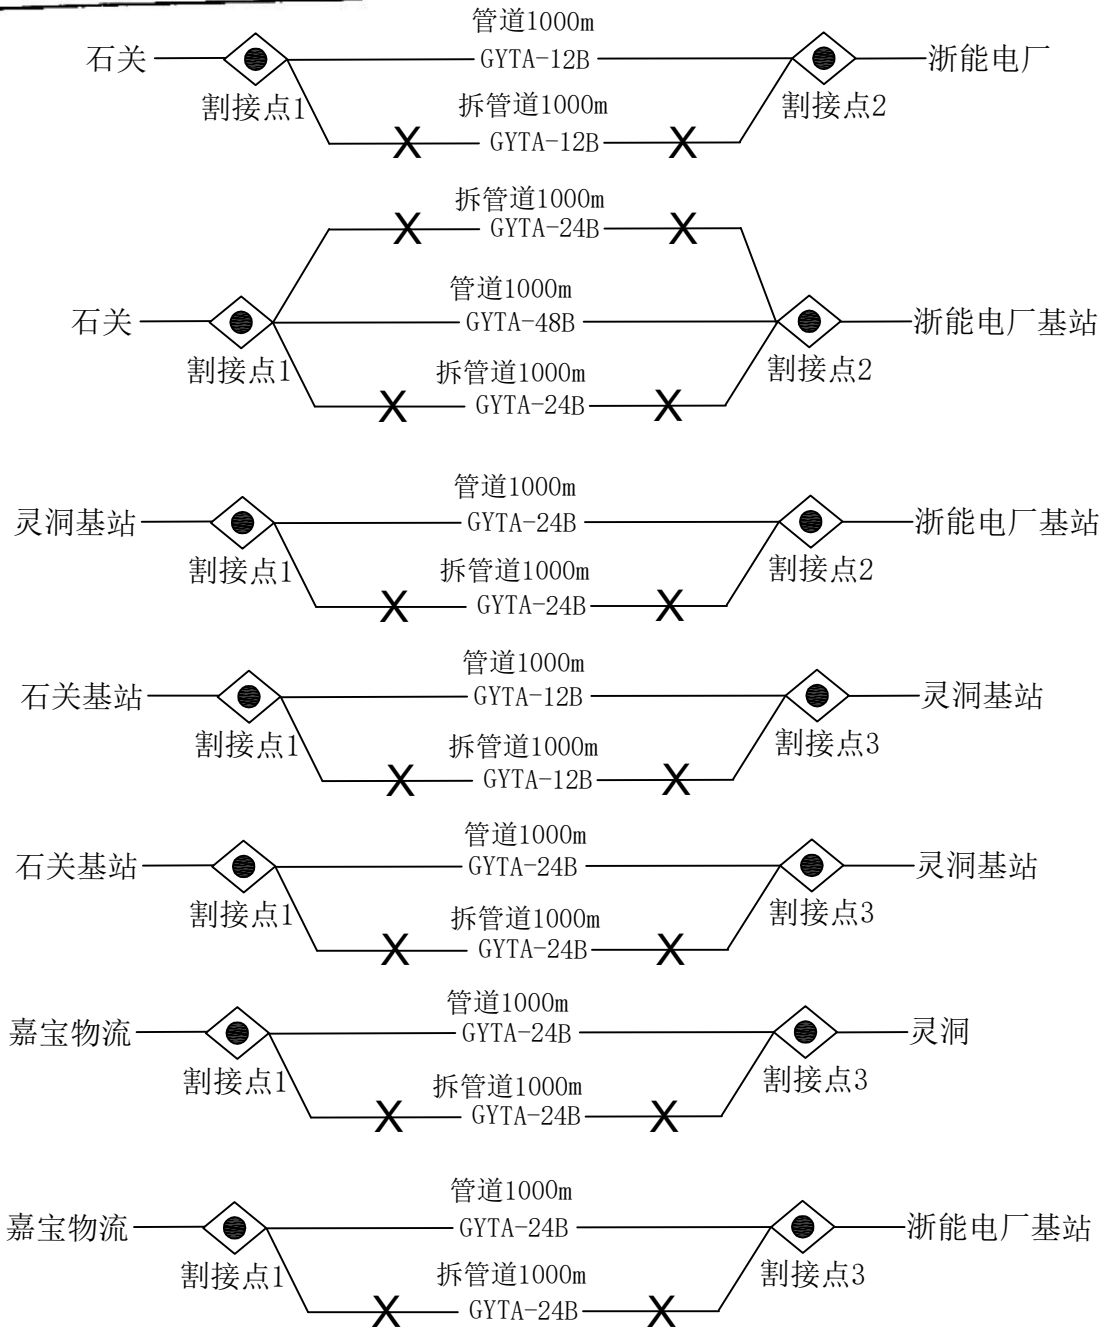 管道1000m
石关
GYTA-12B
浙能电厂
割接点1
拆管道1000m
割接点2
GYTA-12B
拆管道1000m
GYTA-24B
管道1000m
石关
GYTA-48B
浙能电厂基站
割接点1
拆管道1000m
割接点2
GYTA-24B
管道1000m
灵洞基站
GYTA-24B
浙能电厂基站
割接点1
拆管道1000m
割接点2
GYTA-24B
管道1000m
石关基站
GYTA-12B
灵洞基站
割接点1
拆管道1000m
割接点3
GYTA-12B
管道1000m
石关基站
GYTA-24B
灵洞基站
割接点1
拆管道1000m
割接点3
GYTA-24B
管道1000m
嘉宝物流
GYTA-24B
灵洞
割接点1
拆管道1000m
割接点3
GYTA-24B
管道1000m
嘉宝物流
GYTA-24B
浙能电厂基站
割接点1
拆管道1000m
割接点3
GYTA-24B